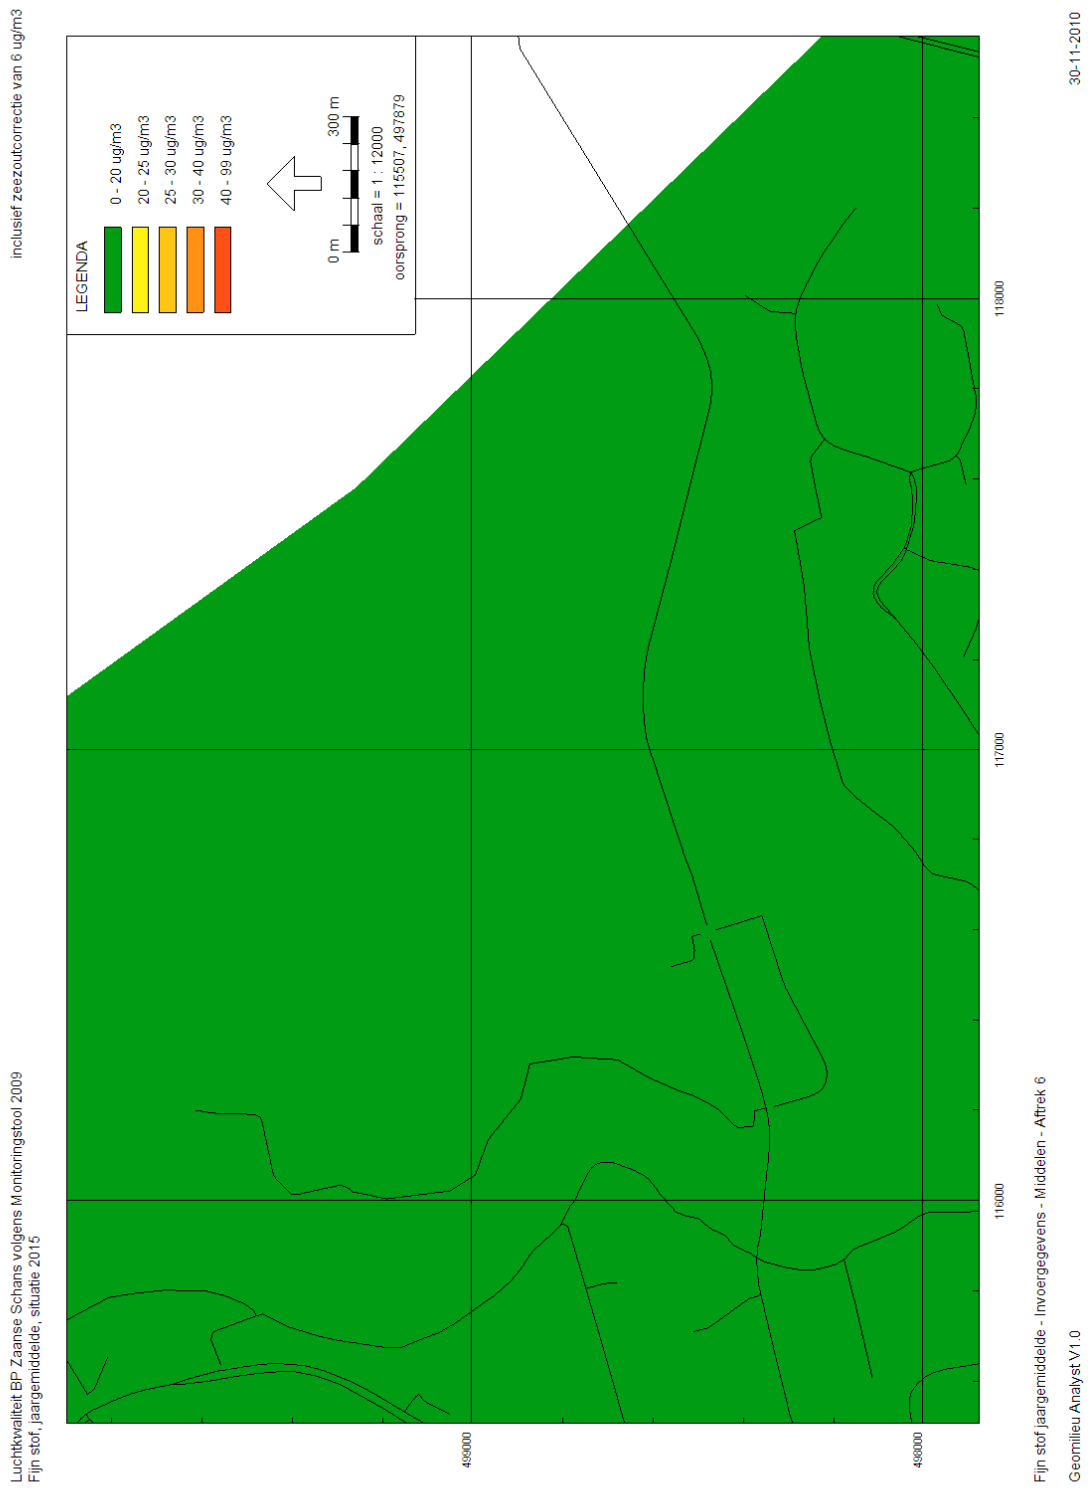 Luchtkwaliteit BP Zaanse Schans volgens Monitoringstool 2009
Fijn stof, jaargemiddelde, situatie 2015
inclusief zeezoutcorrectie van 6 ug/m3
LEGENDA
0 - 20 ug/m3
20 - 25 ug/m3
25 - 30 ug/m3
30 - 40 ug/m3
40 - 99 ug/m3
0 m
300 m
schaal = 1 : 12000
oorsprong = 115507, 497879
499000
498000
116000
117000
118000
Fijn stof jaargemiddelde - Invoergegevens - Middelen - Aftrek 6
Geomilieu Analyst V1.0
30-11-2010